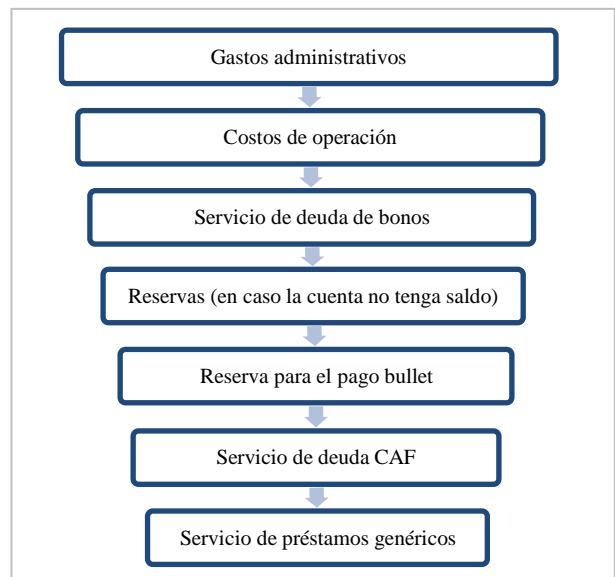 Gastos administrativos
Costos de operación
Servicio de deuda de bonos
Reservas (en caso la cuenta no tenga saldo)
Reserva para el pago bullet
Servicio de deuda CAF
Servicio de préstamos genéricos